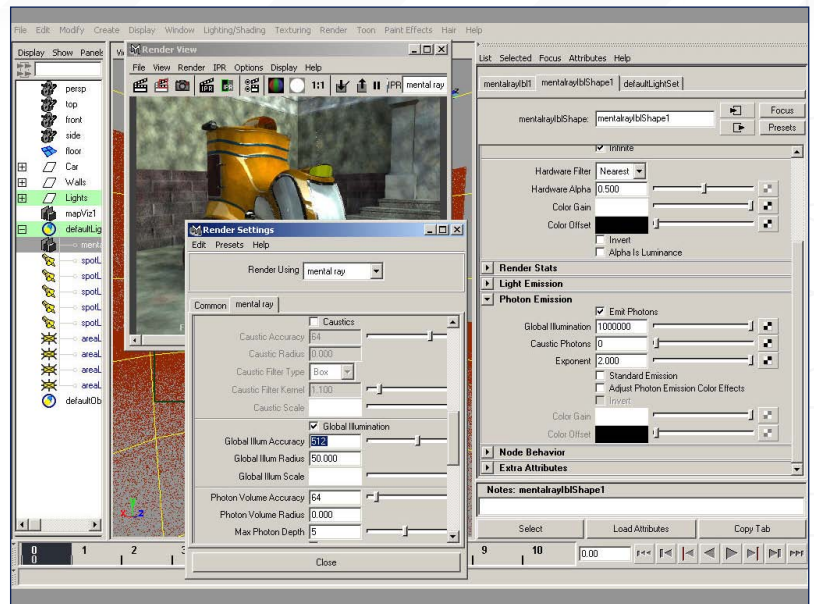 File Edit Modify Create Display Window Lighting/Shading Texturing Render Toon Paint Effects Hair Help
Display Show Panels
persp
top
front
side
floor
Car
Walls
Lights
mapViz1
defaultLig
menta
spotL
spotL
spotL
spotL
spotL
areaL
areaL
areaL
defaultOb
Render View
File View Render IPR Options Display Help
1:1 IPR mental ray
Render Settings
Edit Presets Help
Render Using mental ray
Common mental ray
Caustics
Caustic Accuracy 64
Caustic Radius 0.000
Caustic Filter Type Box
Caustic Filter Kernel 1.100
Caustic Scale
Global Illumination
Global Illum Accuracy 512
Global Illum Radius 50.000
Global Illum Scale
Photon Volume Accuracy 64
Photon Volume Radius 0.000
Max Photon Depth 5
Close
List Selected Focus Attributes Help
mentalrayIbl1 mentalrayIblShape1 defaultLightSet
mentalrayIblShape: mentalrayIblShape1
Focus
Presets
Infinite
Hardware Filter Nearest
Hardware Alpha 0.500
Color Gain
Color Offset
Invert
Alpha Is Luminance
Render Stats
Light Emission
Photon Emission
Emit Photons
Global Illumination 1000000
Caustic Photons 0
Exponent 2.000
Standard Emission
Adjust Photon Emission Color Effects
Invert
Color Gain
Color Offset
Node Behavior
Extra Attributes
Notes: mentalrayIblShape1
Select Load Attributes Copy Tab
0 1 2 3 9 10 0.00
0